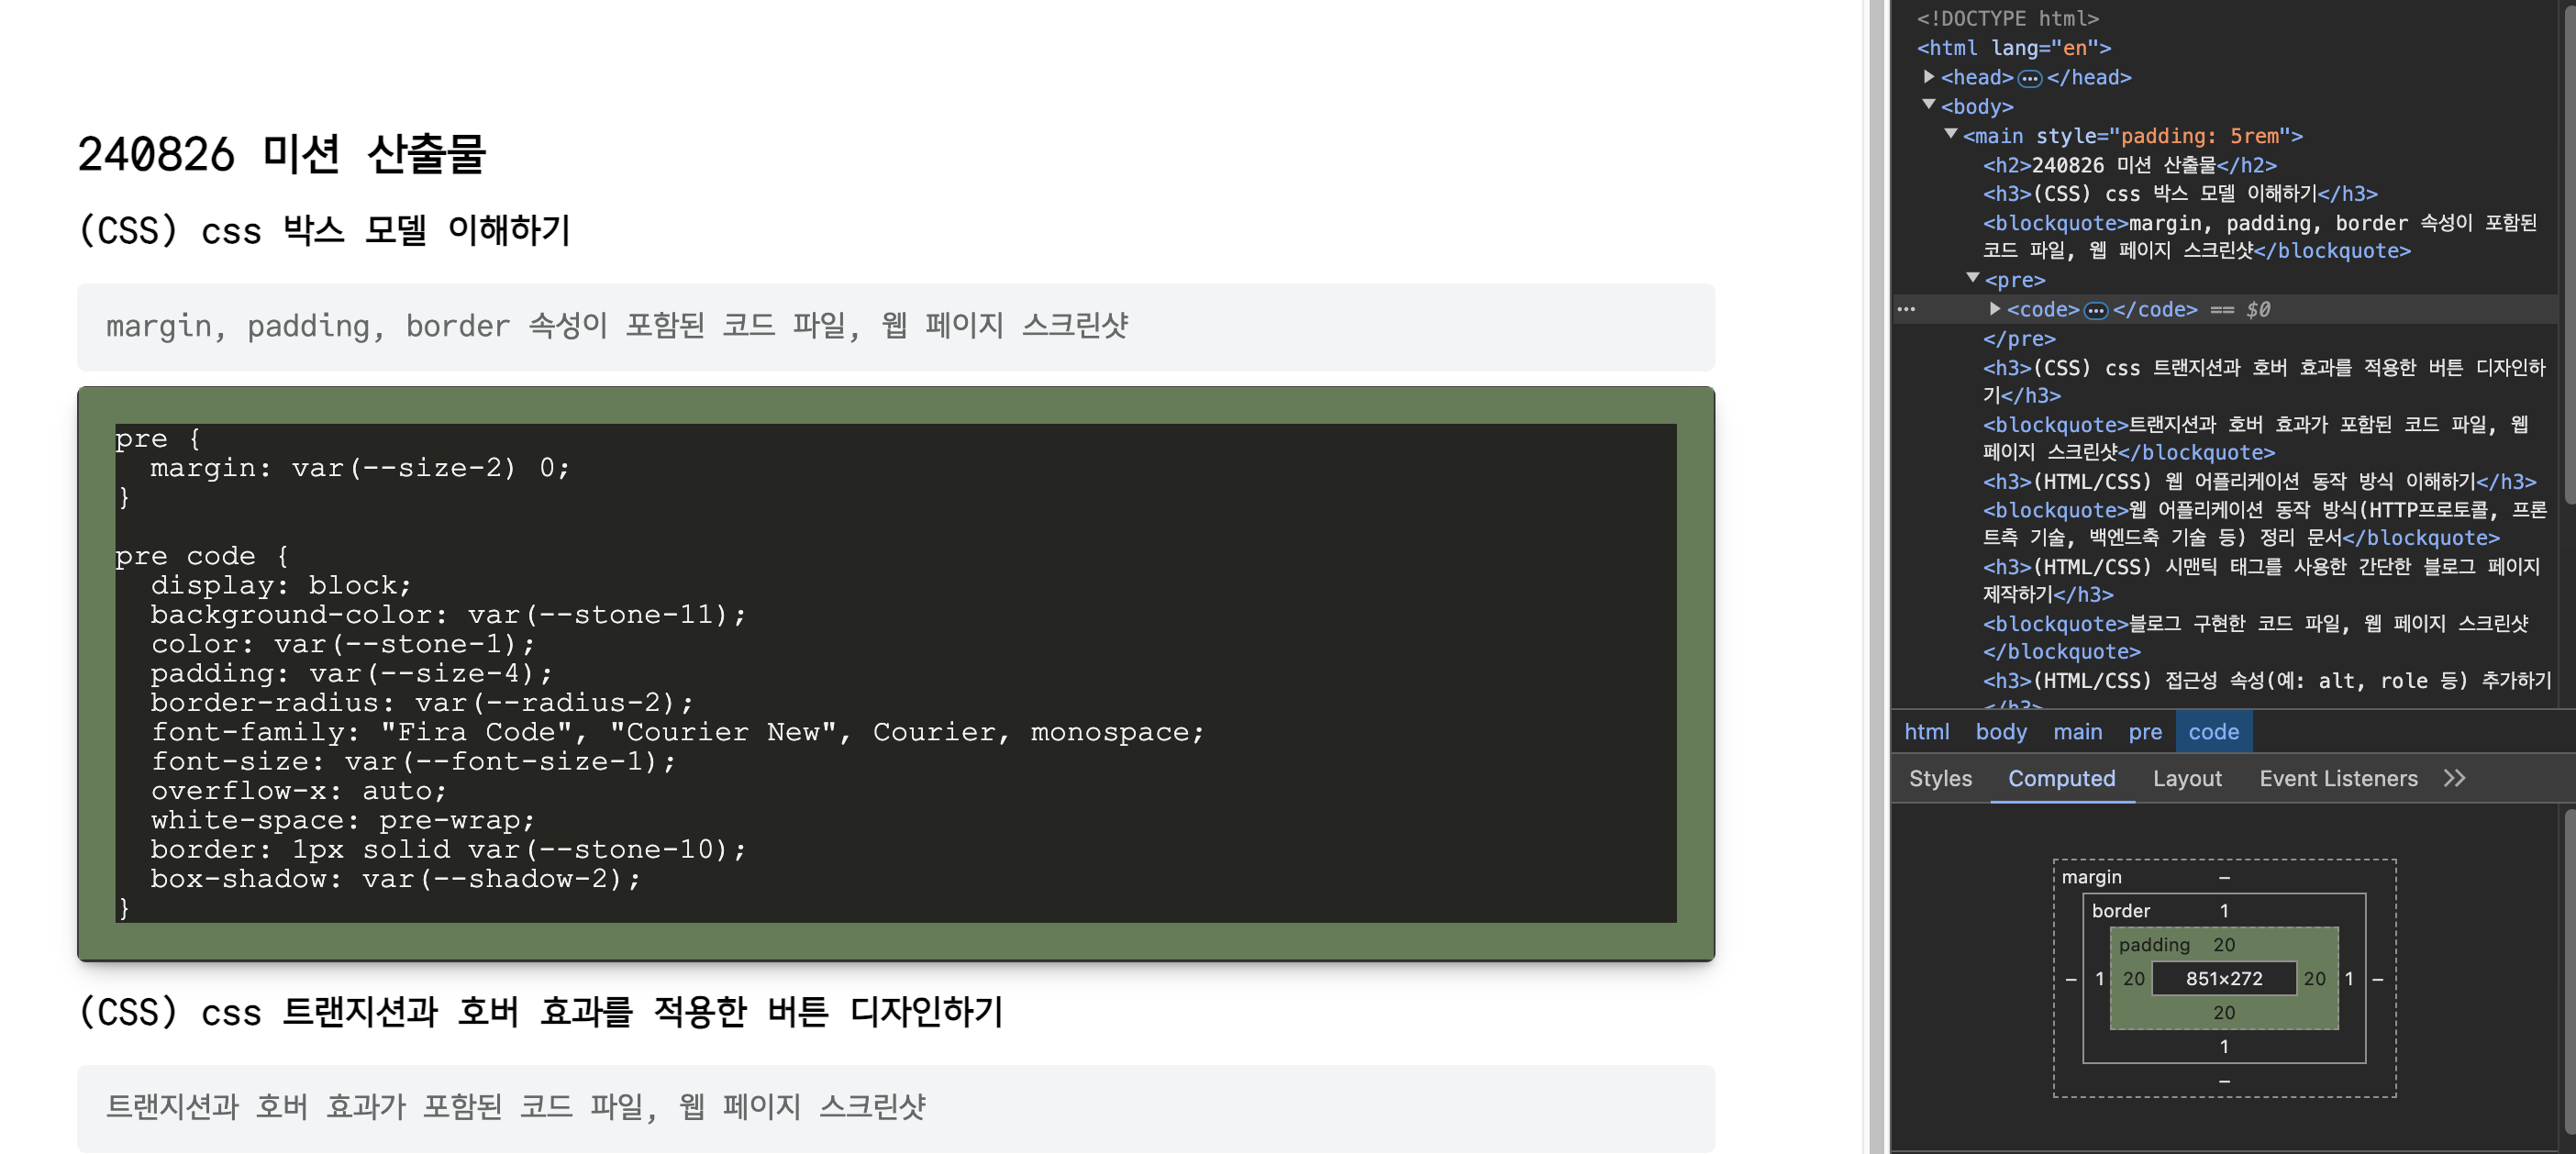 240826 미션 산출물
(CSS) css 박스 모델 이해하기
margin, padding, border 속성이 포함된 코드 파일, 웹 페이지 스크린샷
pre {
  margin: var(--size-2) 0;
}

pre code {
  display: block;
  background-color: var(--stone-11);
  color: var(--stone-1);
  padding: var(--size-4);
  border-radius: var(--radius-2);
  font-family: "Fira Code", "Courier New", Courier, monospace;
  font-size: var(--font-size-1);
  overflow-x: auto;
  white-space: pre-wrap;
  border: 1px solid var(--stone-10);
  box-shadow: var(--shadow-2);
}
(CSS) css 트랜지션과 호버 효과를 적용한 버튼 디자인하기
트랜지션과 호버 효과가 포함된 코드 파일, 웹 페이지 스크린샷
<!DOCTYPE html>
<html lang="en">
<head>…</head>
<body>
<main style="padding: 5rem">
<h2>240826 미션 산출물</h2>
<h3>(CSS) css 박스 모델 이해하기</h3>
<blockquote>margin, padding, border 속성이 포함된
코드 파일, 웹 페이지 스크린샷</blockquote>
<pre>
… <code>…</code> == $0
</pre>
<h3>(CSS) css 트랜지션과 호버 효과를 적용한 버튼 디자인하
기</h3>
<blockquote>트랜지션과 호버 효과가 포함된 코드 파일, 웹
페이지 스크린샷</blockquote>
<h3>(HTML/CSS) 웹 어플리케이션 동작 방식 이해하기</h3>
<blockquote>웹 어플리케이션 동작 방식(HTTP프로토콜, 프론
트측 기술, 백엔드축 기술 등) 정리 문서</blockquote>
<h3>(HTML/CSS) 시맨틱 태그를 사용한 간단한 블로그 페이지
제작하기</h3>
<blockquote>블로그 구현한 코드 파일, 웹 페이지 스크린샷
</blockquote>
<h3>(HTML/CSS) 접근성 속성(예: alt, role 등) 추가하기
</h3>
html body main pre code
Styles Computed Layout Event Listeners
margin –
border 1
padding 20
– 1 20 851×272 20 1 –
20
1
–